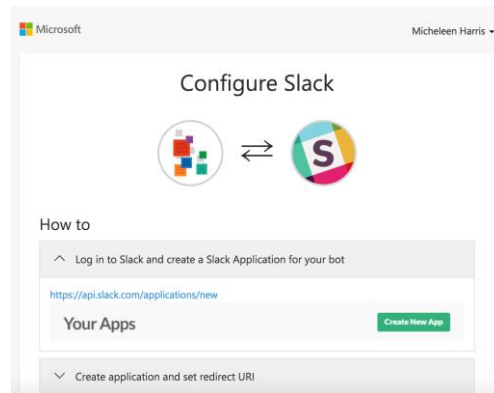 Microsoft
Micheleen Harris
Configure Slack
S
How to
Log in to Slack and create a Slack Application for your bot
https://api.slack.com/applications/new
Your Apps
Create New App
Create application and set redirect URI